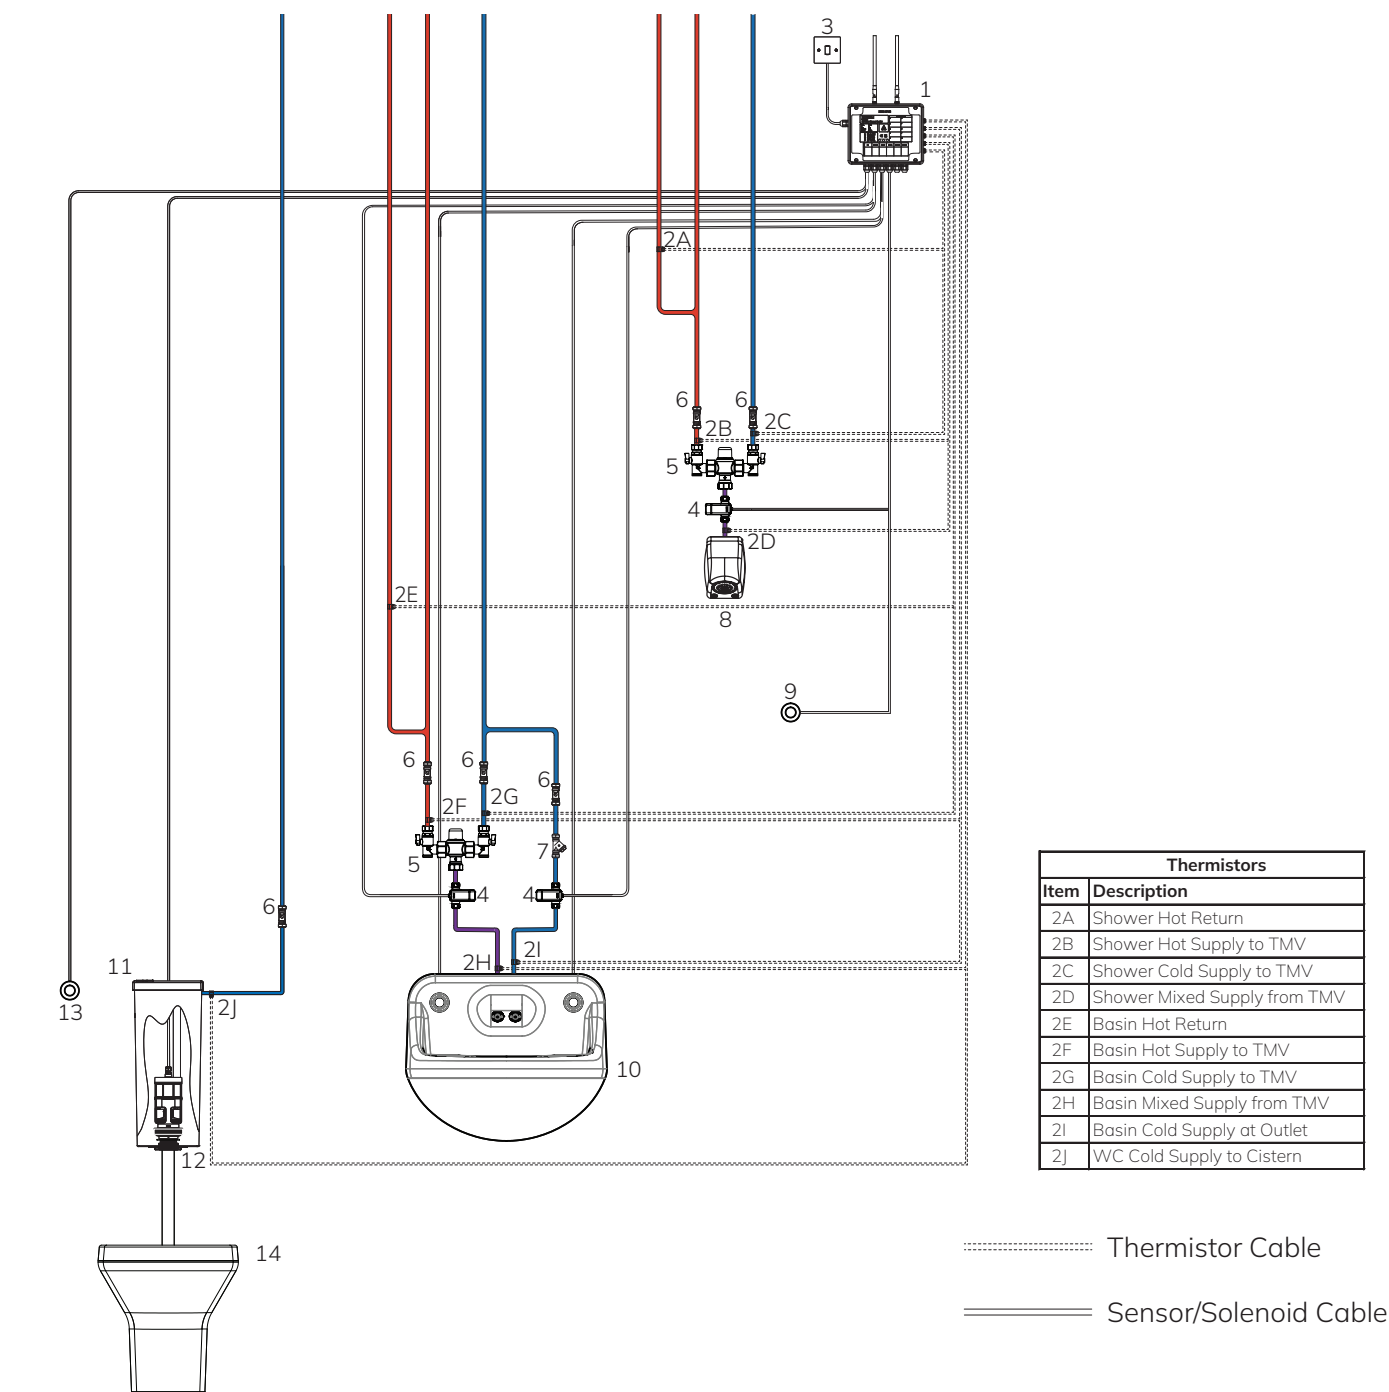 3
1
2A
6
6
2B
2C
5
4
2D
8
2E
9
6
6
6
2F
2G
5
7
4
4
6
2H
2I
11
13
2J
10
12
14
Thermistors
Item Description
2A Shower Hot Return
2B Shower Hot Supply to TMV
2C Shower Cold Supply to TMV
2D Shower Mixed Supply from TMV
2E Basin Hot Return
2F Basin Hot Supply to TMV
2G Basin Cold Supply to TMV
2H Basin Mixed Supply from TMV
2I Basin Cold Supply at Outlet
2J WC Cold Supply to Cistern
Thermistor Cable
Sensor/Solenoid Cable